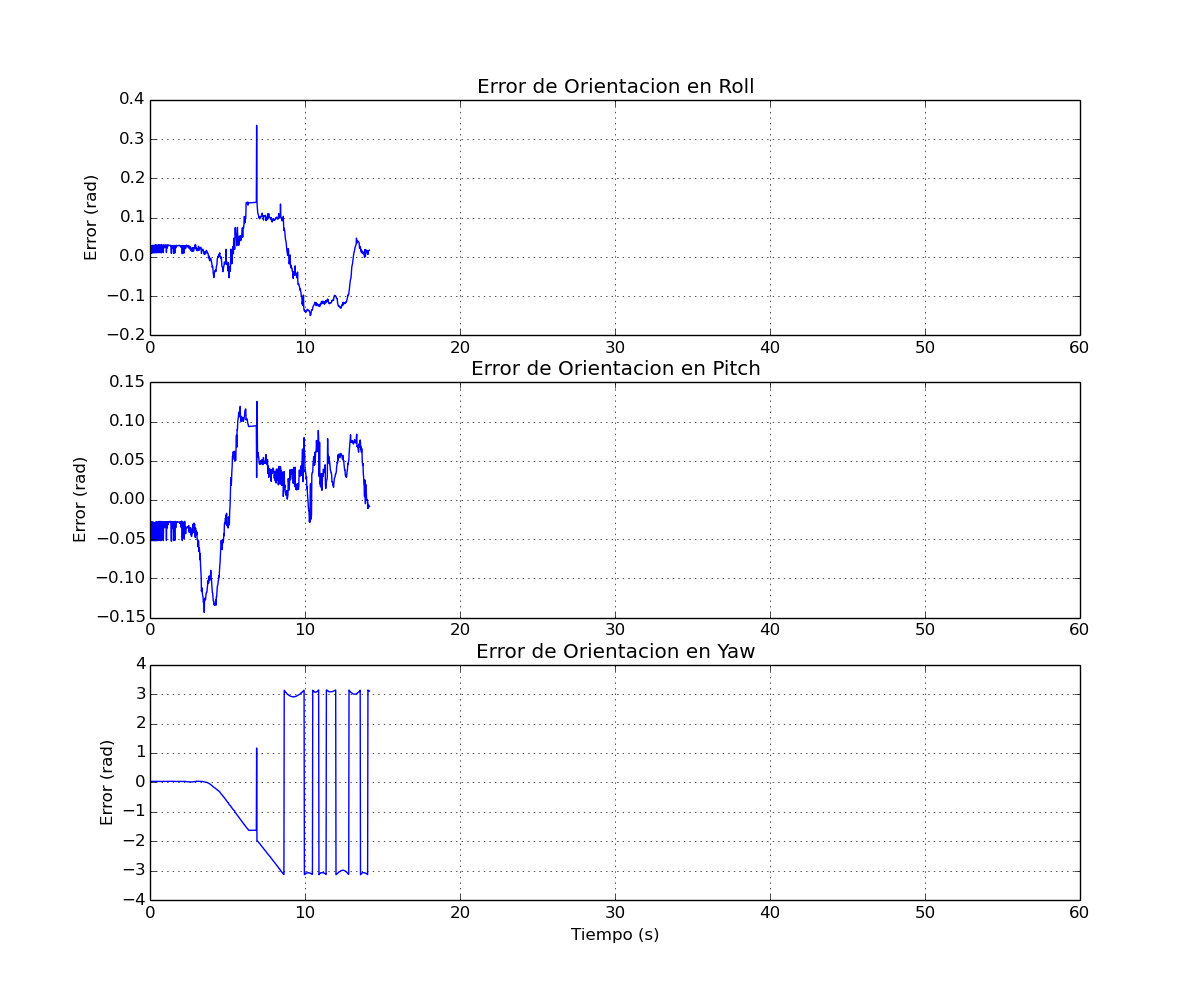 Error de Orientacion en Roll
Error (rad)
0.4
0.3
0.2
0.1
0.0
−0.1
−0.2
0 10 20 30 40 50 60
Error de Orientacion en Pitch
Error (rad)
0.15
0.10
0.05
0.00
−0.05
−0.10
−0.15
0 10 20 30 40 50 60
Error de Orientacion en Yaw
Error (rad)
4
3
2
1
0
−1
−2
−3
−4
0 10 20 30 40 50 60
Tiempo (s)